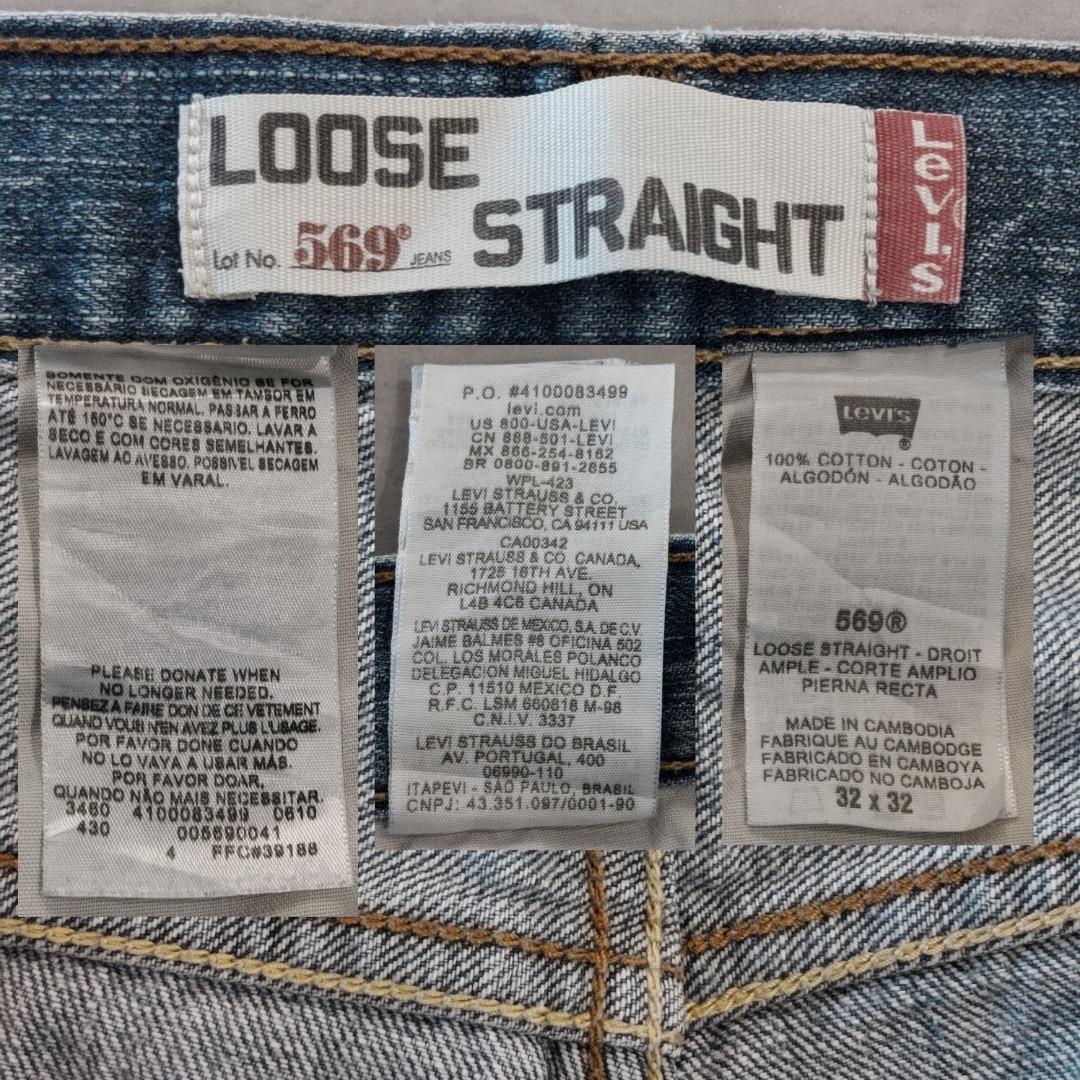 LOOSE
STRAIGHT
Lot No. 569® JEANS
LEVI'S
SOMENTE COM OXIGÊNIO SE FOR
NECESSÁRIO SECAGEM EM TAMBOR EM
TEMPERATURA NORMAL. PASSAR A FERRO
ATÉ 150°C SE NECESSARIO. LAVAR A
SECO E COM CORES SEMELHANTES.
LAVAGEM AO AVESSO. POSSIVEL SECAGEM
EM VARAL.
PLEASE DONATE WHEN
NO LONGER NEEDED.
PENSEZ A FAIRE DON DE CE VETEMENT
QUAND VOUS N'EN AVEZ PLUS L'USAGE.
POR FAVOR DONE CUANDO
NO LO VAYA A USAR MÁS.
POR FAVOR DOAR,
QUANDO NÃO MAIS NECESSITAR.
3460 4100083499 D610
430 005690041
4 FFC#39188
P.O. #4100083499
levi.com
US 800-USA-LEVI
CN 888-501-LEVI
MX 866-254-8162
BR 0800-891-2855
WPL-423
LEVI STRAUSS & CO.
1155 BATTERY STREET
SAN FRANCISCO, CA 94111 USA
CA00342
LEVI STRAUSS & CO. CANADA,
1725 16TH AVE.
RICHMOND HILL, ON
L4B 4C6 CANADA
LEVI STRAUSS DE MEXICO, S.A. DE C.V.
JAIME BALMES #8 OFICINA 502
COL. LOS MORALES POLANCO
DELEGACION MIGUEL HIDALGO
C.P. 11510 MEXICO D.F.
R.F.C. LSM 660818 M-98
C.N.I.V. 3337
LEVI STRAUSS DO BRASIL
AV. PORTUGAL, 400
06990-110
ITAPEVI - SAO PAULO, BRASIL
CNPJ: 43.351.097/0001-90
LEVI'S
®
100% COTTON - COTON -
ALGODÓN - ALGODÃO
569®
LOOSE STRAIGHT - DROIT
AMPLE - CORTE AMPLIO
PIERNA RECTA
MADE IN CAMBODIA
FABRIQUE AU CAMBODGE
FABRICADO EN CAMBOYA
FABRICADO NO CAMBOJA
32 x 32